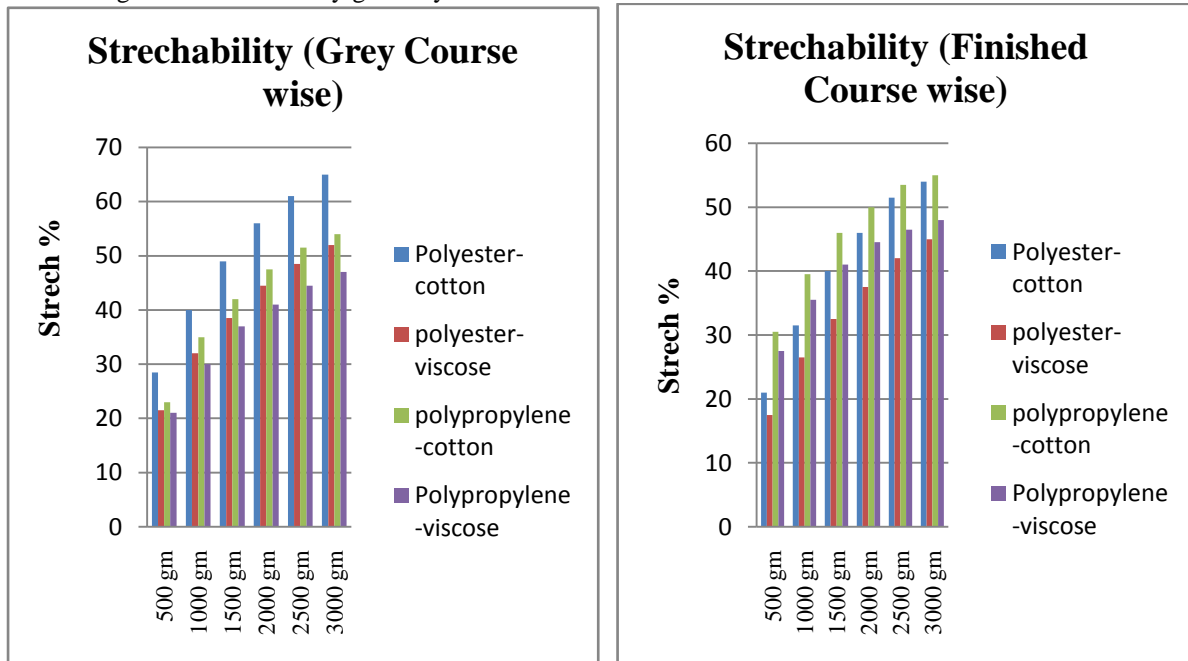 Strechability (Grey Course
wise)
Strech %
70
60
50
40
30
20
10
0
500 gm
1000 gm
1500 gm
2000 gm
2500 gm
3000 gm
Polyester-
cotton
polyester-
viscose
polypropylene
-cotton
Polypropylene
-viscose
Strechability (Finished
Course wise)
Strech %
60
50
40
30
20
10
0
500 gm
1000 gm
1500 gm
2000 gm
2500 gm
3000 gm
Polyester-
cotton
polyester-
viscose
polypropylene
-cotton
Polypropylene
-viscose